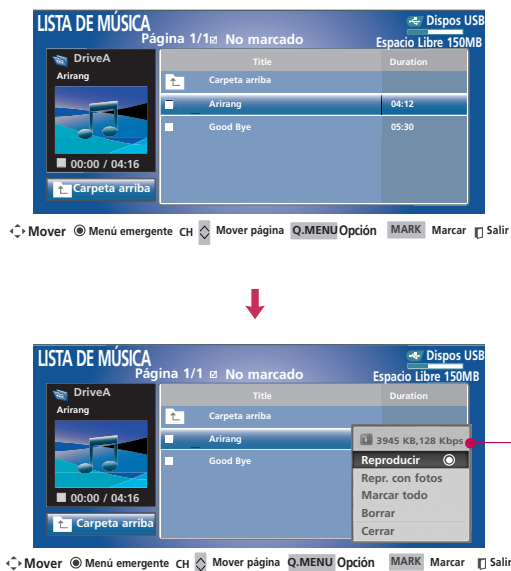 LISTA DE MÚSICA
Dispos USB
Página 1/1 No marcado
Espacio Libre 150MB
DriveA
Title Duration
Arirang
Carpeta arriba
Arirang 04:12
Good Bye 05:30
00:00 / 04:16
Carpeta arriba
Mover Menú emergente CH Mover página Q.MENU Opción MARK Marcar Salir
LISTA DE MÚSICA
Dispos USB
Página 1/1 No marcado
Espacio Libre 150MB
DriveA
Title Duration
Arirang
Carpeta arriba
Arirang
3945 KB,128 Kbps
Good Bye
Reproducir
Repr. con fotos
Marcar todo
Borrar
Cerrar
00:00 / 04:16
Carpeta arriba
Mover Menú emergente CH Mover página Q.MENU Opción MARK Marcar Salir